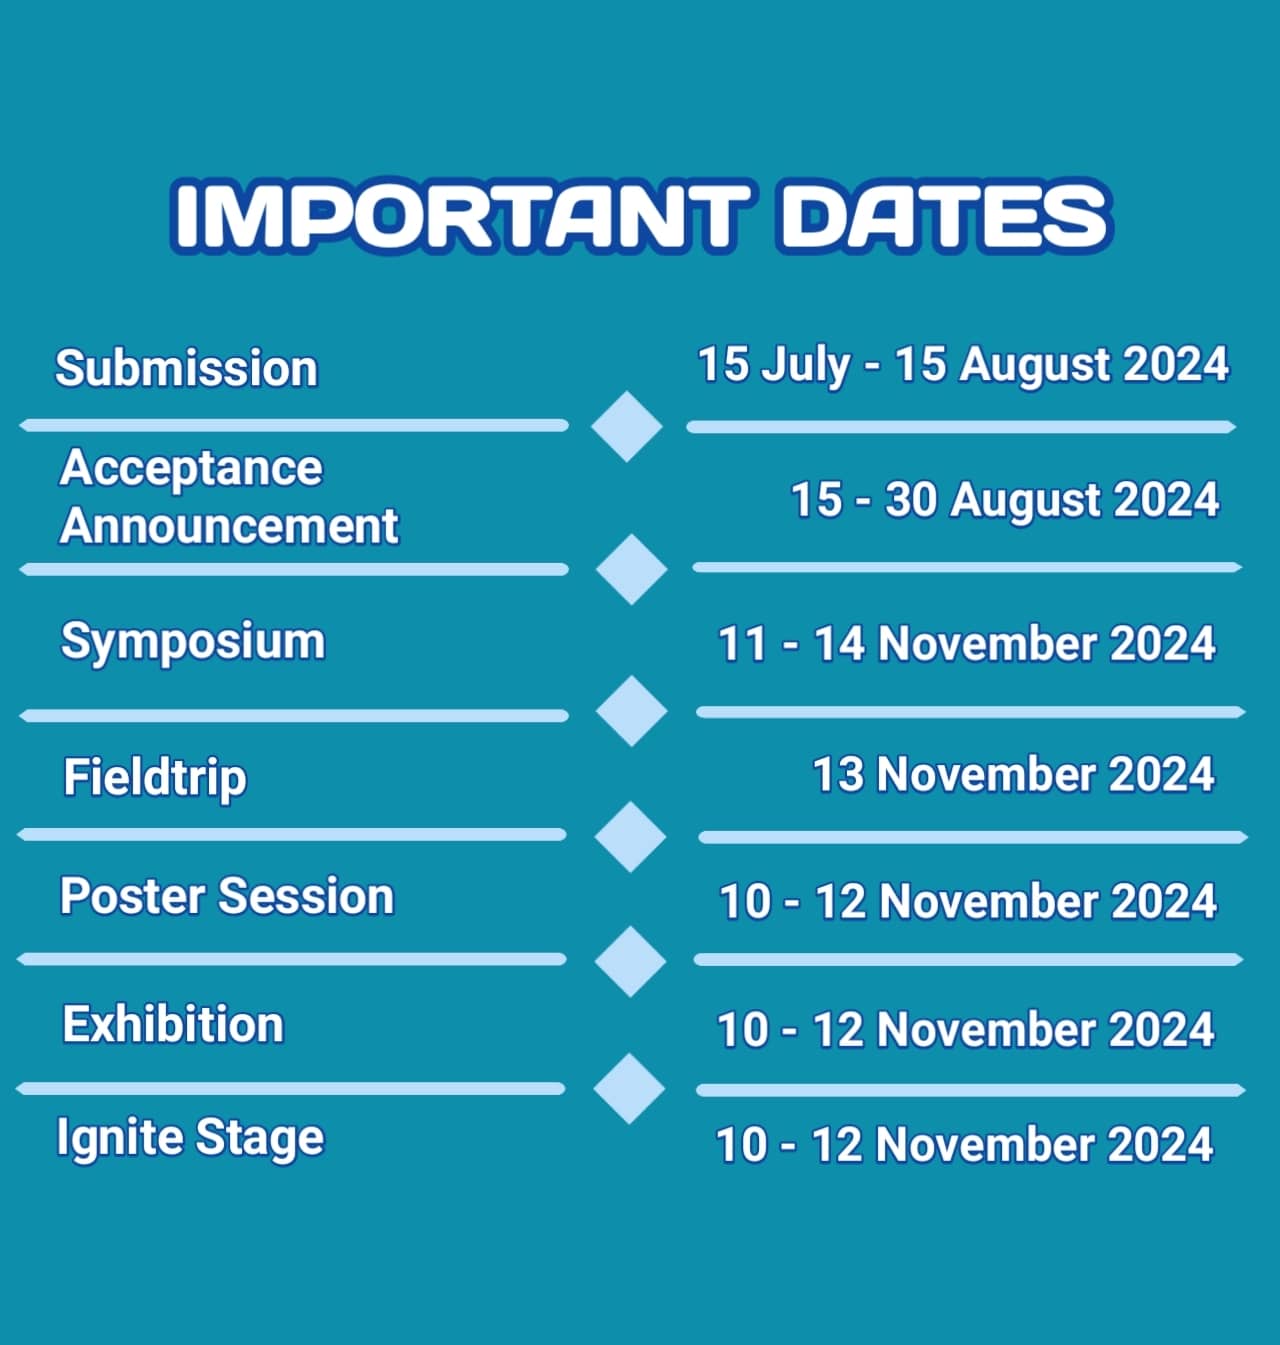 IMPORTANT DATES
Submission
15 July - 15 August 2024
Acceptance
Announcement
15 - 30 August 2024
Symposium
11 - 14 November 2024
Fieldtrip
13 November 2024
Poster Session
10 - 12 November 2024
Exhibition
10 - 12 November 2024
Ignite Stage
10 - 12 November 2024